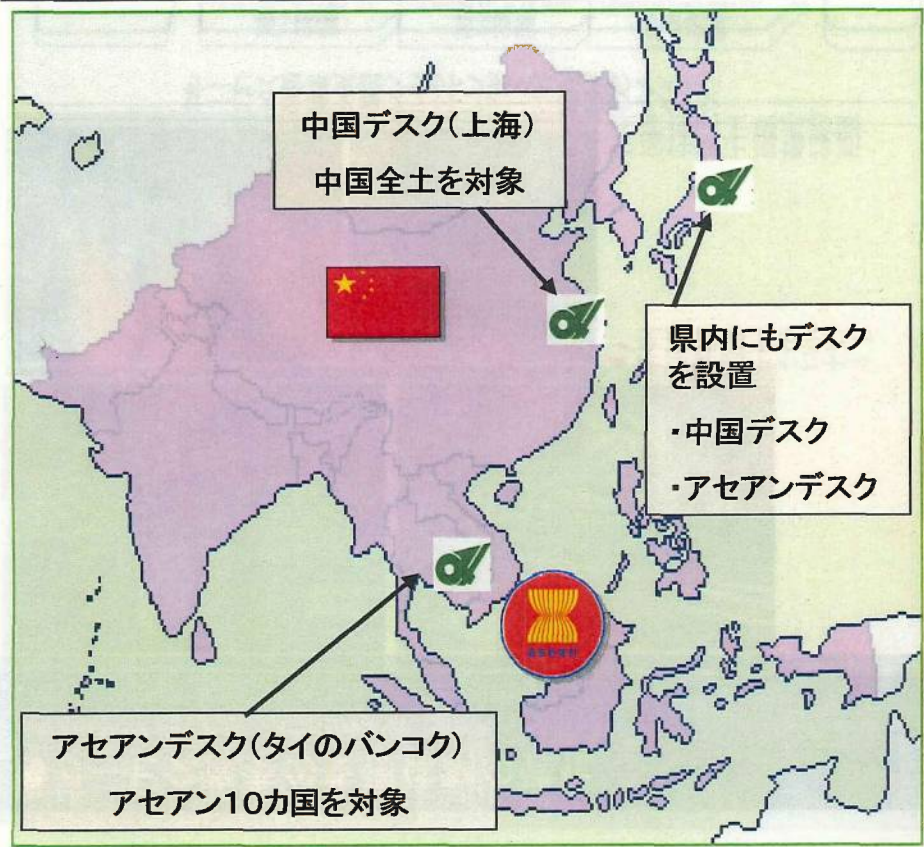 中国デスク(上海)
中国全土を対象
県内にもデスク
を設置
・中国デスク
・アセアンデスク
アセアンデスク(タイのバンコク)
アセアン10カ国を対象